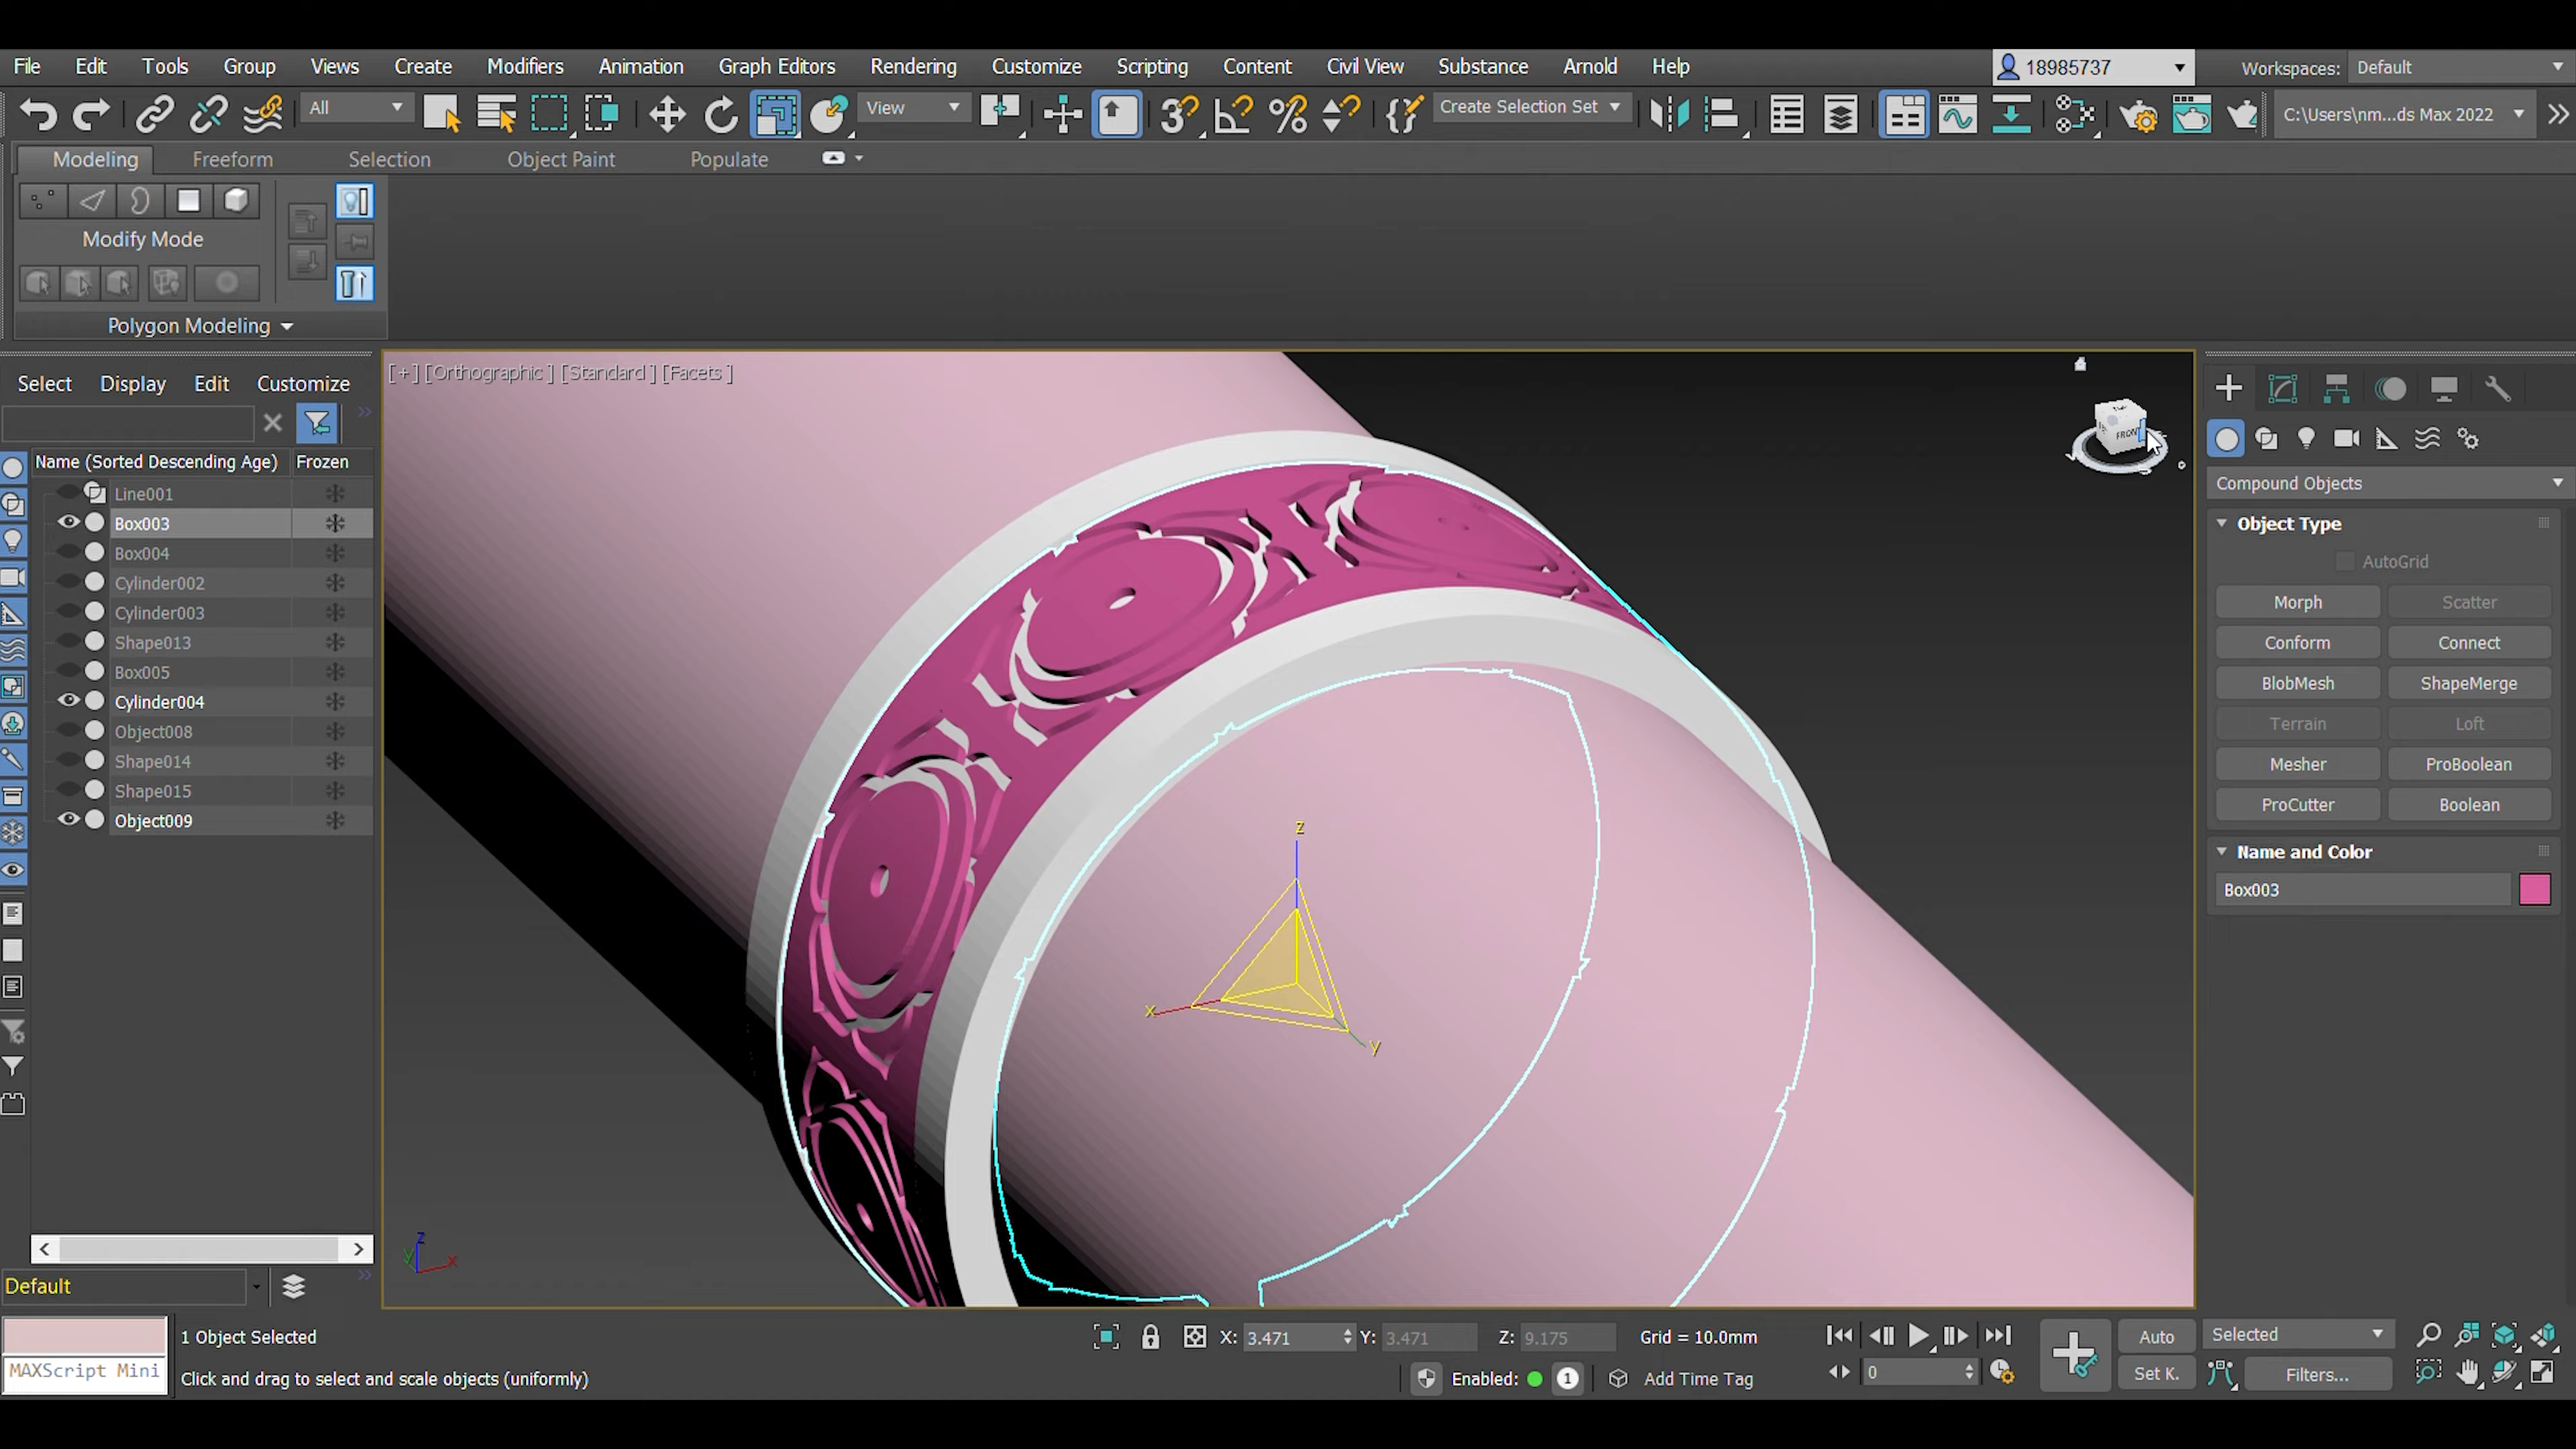 File Edit Tools Group Views Create Modifiers Animation Graph Editors Rendering Customize Scripting Content Civil View Substance Arnold Help 18985737 Workspaces: Default
All View 3 Create Selection Set C:\Users\nm...ds Max 2022
Modeling Freeform Selection Object Paint Populate
Modify Mode
Polygon Modeling
Select Display Edit Customize
[+] [Orthographic ] [Standard ] [Facets ]
FRONT
Name (Sorted Descending Age) Frozen
Line001
Box003
Box004
Cylinder002
Cylinder003
Shape013
Box005
Cylinder004
Object008
Shape014
Shape015
Object009
z
x
y
z
y
x
Compound Objects
Object Type
AutoGrid
Morph Scatter
Conform Connect
BlobMesh ShapeMerge
Terrain Loft
Mesher ProBoolean
ProCutter Boolean
Name and Color
Box003
Default
1 Object Selected X: 3.471 Y: 3.471 Z: 9.175 Grid = 10.0mm Auto Selected
MAXScript Mini Click and drag to select and scale objects (uniformly) Enabled: 1 Add Time Tag 0 Set K. Filters...